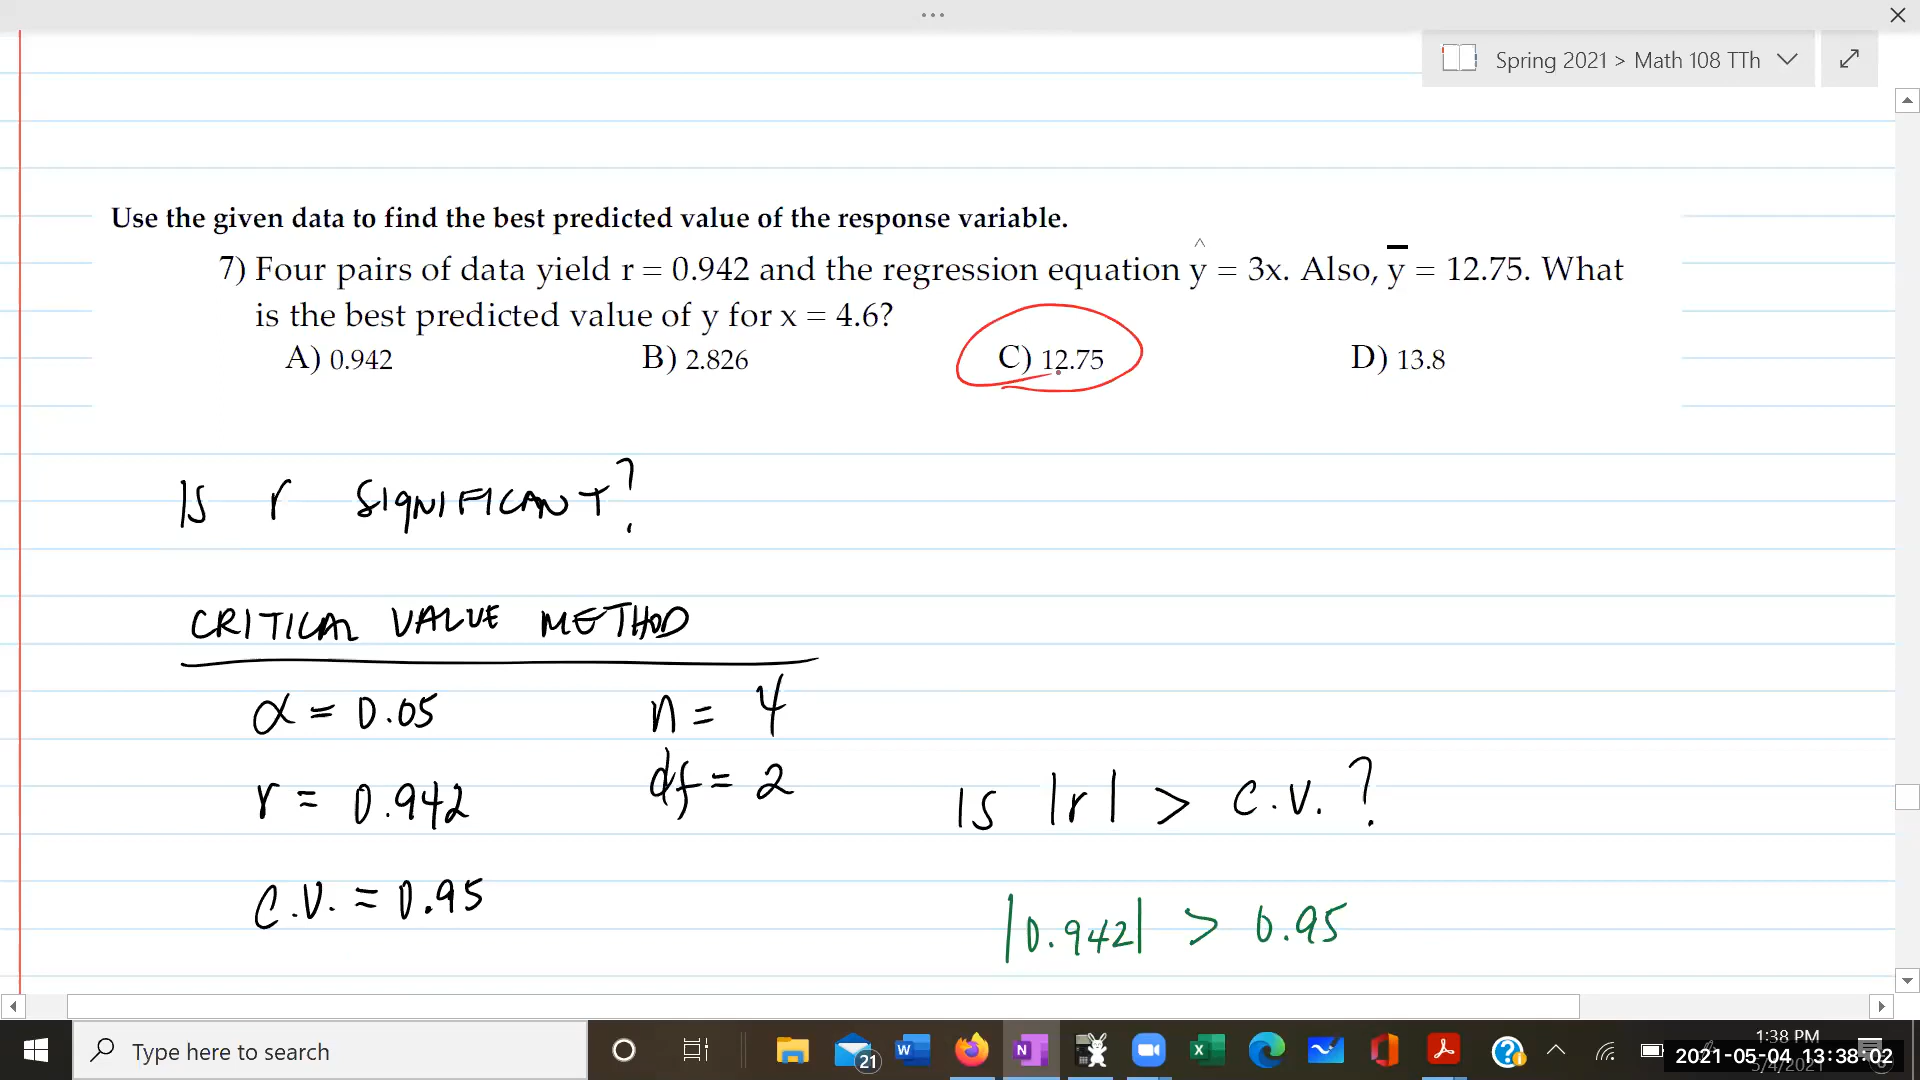 Spring 2021 > Math 108 TTh
Use the given data to find the best predicted value of the response variable.
7) Four pairs of data yield r = 0.942 and the regression equation ŷ = 3x. Also, y̅ = 12.75. What
is the best predicted value of y for x = 4.6?
A) 0.942 B) 2.826 C) 12.75 D) 13.8
IS r SIGNIFICANT?
CRITICAL VALUE METHOD
α = 0.05 n = 4
r = 0.942 df = 2
IS |r| > C.V.?
C.V. = 0.95
|0.942| > 0.95
Type here to search
21
1:38 PM
2021-05-04 13:38:02